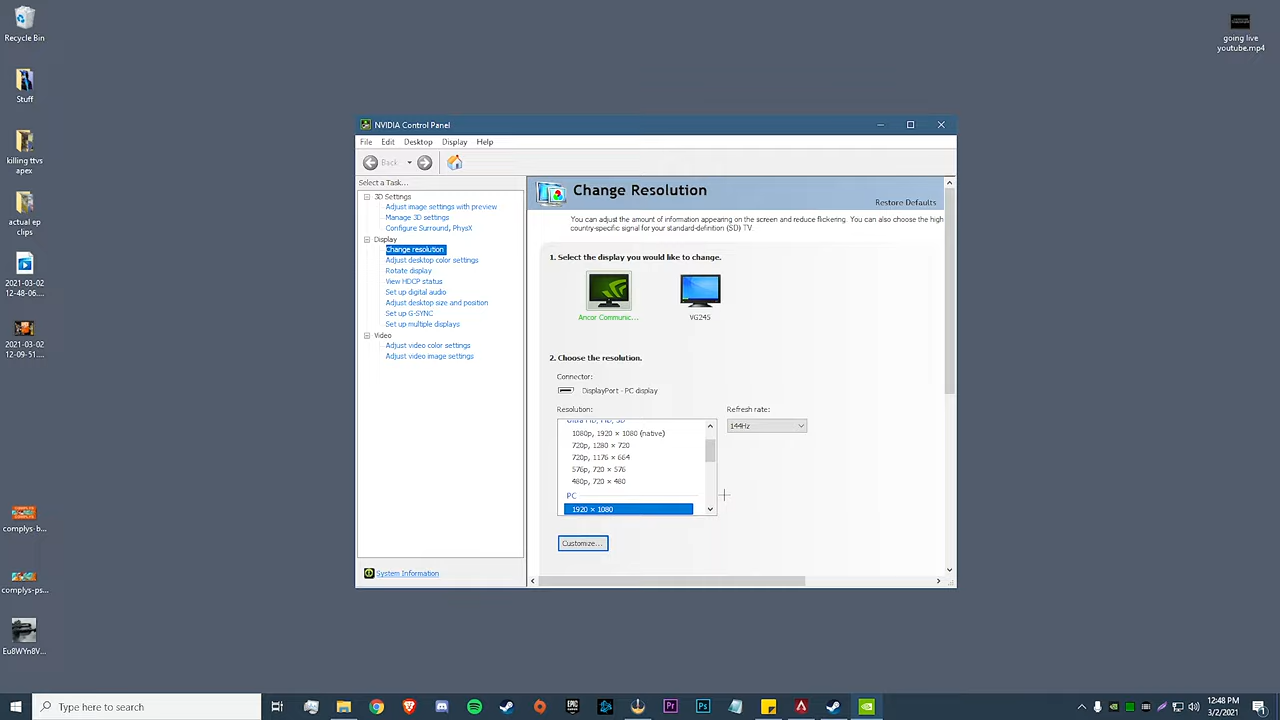 Recycle Bin
Stuff
killing ttvs
apex
actual ep
clips
2021-03-02
12-48-06....
2021-03-02
12-09-51....
complys-b...
complys-ps...
Eu8WYn8V...
going live
youtube.mp4
NVIDIA Control Panel
File Edit Desktop Display Help
Back
Select a Task...
3D Settings
Adjust image settings with preview
Manage 3D settings
Configure Surround, PhysX
Display
Change resolution
Adjust desktop color settings
Rotate display
View HDCP status
Set up digital audio
Adjust desktop size and position
Set up G-SYNC
Set up multiple displays
Video
Adjust video color settings
Adjust video image settings
System Information
Change Resolution
Restore Defaults
You can adjust the amount of information appearing on the screen and reduce flickering. You can also choose the high
country-specific signal for your standard-definition (SD) TV.
1. Select the display you would like to change.
Ancor Communic...
VG245
2. Choose the resolution.
Connector:
DisplayPort - PC display
Resolution:
Refresh rate:
Ultra HD, HD, SD
144Hz
1080p, 1920 × 1080 (native)
720p, 1280 × 720
720p, 1176 × 664
576p, 720 × 576
480p, 720 × 480
PC
1920 × 1080
Customize...
Type here to search
EPIC
Pr
Ps
12:48 PM
3/2/2021